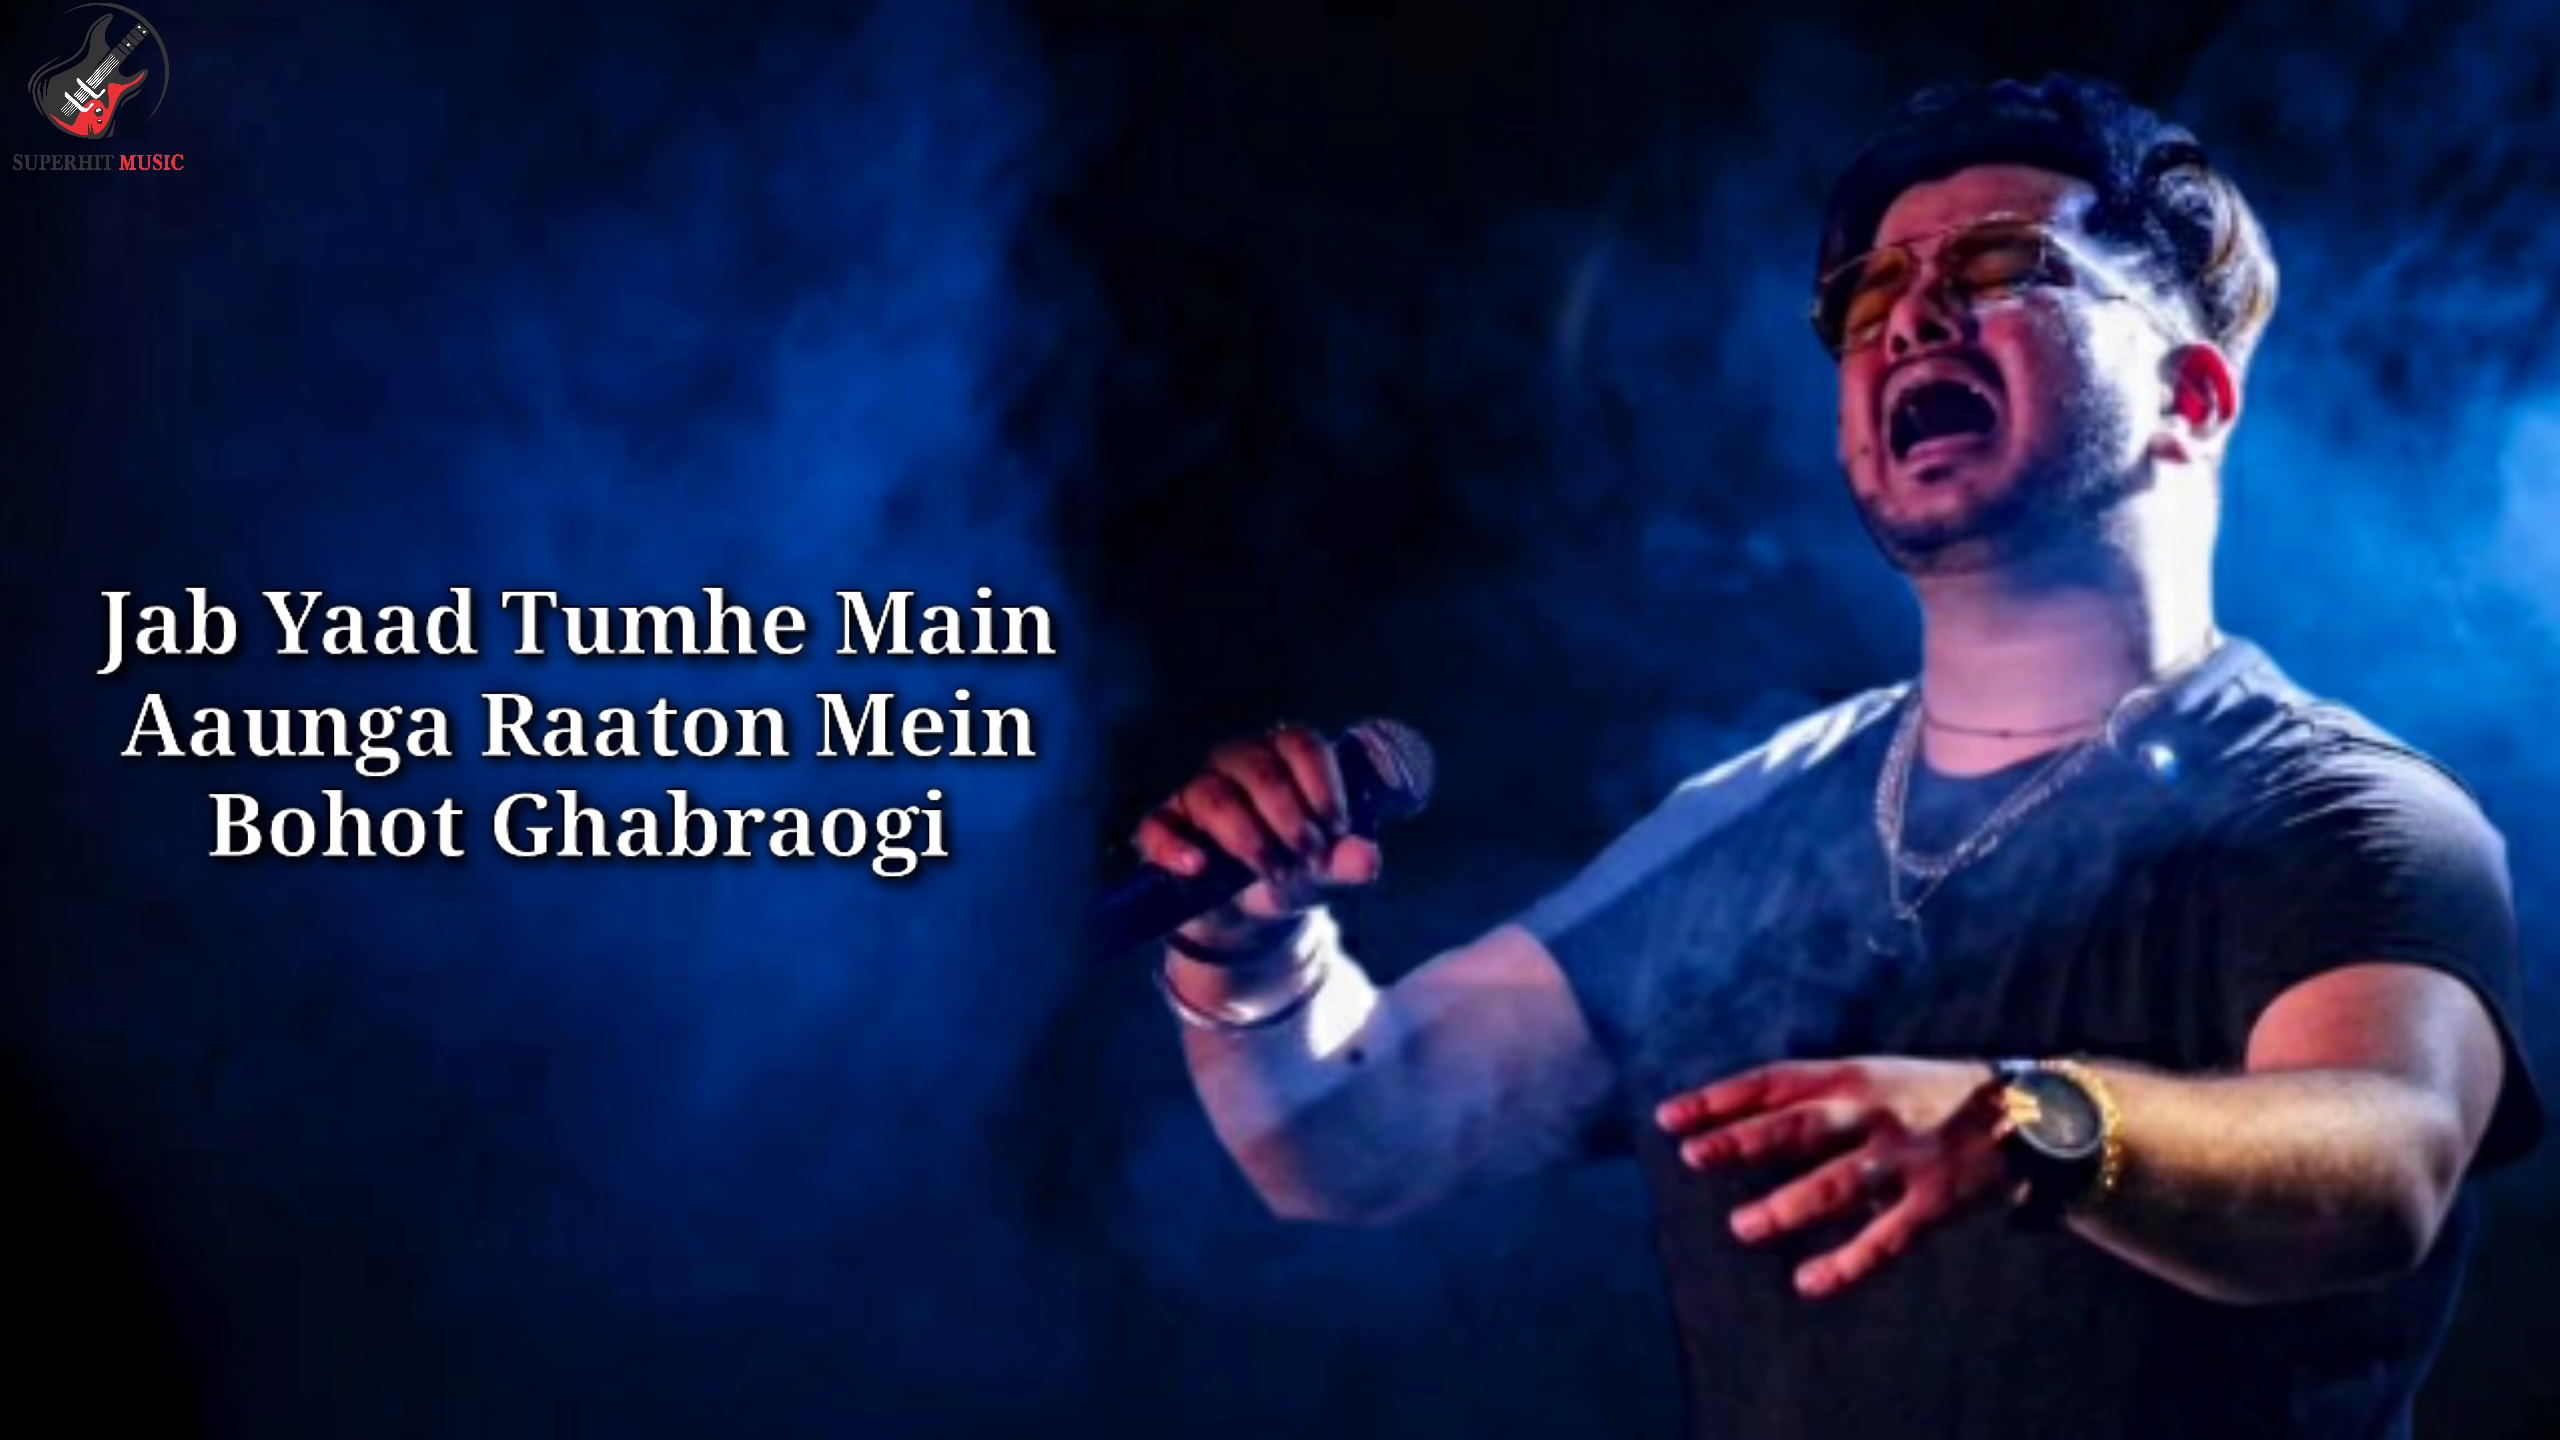 SUPERHIT MUSIC
Jab Yaad Tumhe Main
Aaunga Raaton Mein
Bohot Ghabraogi